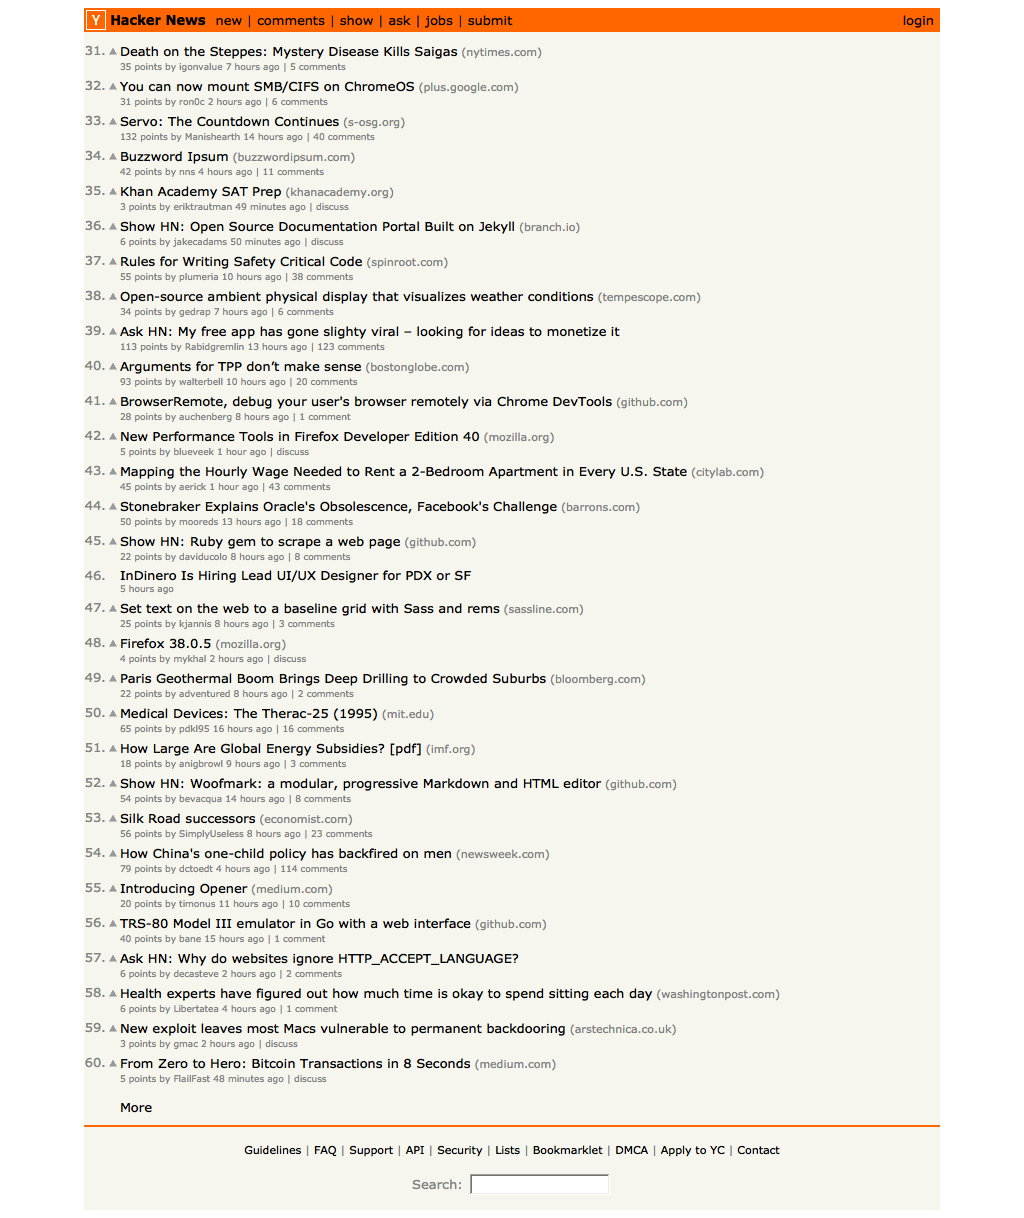 Y Hacker News new | comments | show | ask | jobs | submit login
31. Death on the Steppes: Mystery Disease Kills Saigas (nytimes.com)
35 points by igonvalue 7 hours ago | 5 comments
32. You can now mount SMB/CIFS on ChromeOS (plus.google.com)
31 points by ron0c 2 hours ago | 6 comments
33. Servo: The Countdown Continues (s-osg.org)
132 points by Manishearth 14 hours ago | 40 comments
34. Buzzword Ipsum (buzzwordipsum.com)
42 points by nns 4 hours ago | 11 comments
35. Khan Academy SAT Prep (khanacademy.org)
3 points by eriktrautman 49 minutes ago | discuss
36. Show HN: Open Source Documentation Portal Built on Jekyll (branch.io)
6 points by jakecadams 50 minutes ago | discuss
37. Rules for Writing Safety Critical Code (spinroot.com)
55 points by plumeria 10 hours ago | 38 comments
38. Open-source ambient physical display that visualizes weather conditions (tempescope.com)
34 points by gedrap 7 hours ago | 6 comments
39. Ask HN: My free app has gone slighty viral – looking for ideas to monetize it
113 points by Rabidgremlin 13 hours ago | 123 comments
40. Arguments for TPP don’t make sense (bostonglobe.com)
93 points by walterbell 10 hours ago | 20 comments
41. BrowserRemote, debug your user's browser remotely via Chrome DevTools (github.com)
28 points by auchenberg 8 hours ago | 1 comment
42. New Performance Tools in Firefox Developer Edition 40 (mozilla.org)
5 points by blueveek 1 hour ago | discuss
43. Mapping the Hourly Wage Needed to Rent a 2-Bedroom Apartment in Every U.S. State (citylab.com)
45 points by aerick 1 hour ago | 43 comments
44. Stonebraker Explains Oracle's Obsolescence, Facebook's Challenge (barrons.com)
50 points by mooreds 13 hours ago | 18 comments
45. Show HN: Ruby gem to scrape a web page (github.com)
22 points by daviducolo 8 hours ago | 8 comments
46. InDinero Is Hiring Lead UI/UX Designer for PDX or SF
5 hours ago
47. Set text on the web to a baseline grid with Sass and rems (sassline.com)
25 points by kjannis 8 hours ago | 3 comments
48. Firefox 38.0.5 (mozilla.org)
4 points by mykhal 2 hours ago | discuss
49. Paris Geothermal Boom Brings Deep Drilling to Crowded Suburbs (bloomberg.com)
22 points by adventured 8 hours ago | 2 comments
50. Medical Devices: The Therac-25 (1995) (mit.edu)
65 points by pdkl95 16 hours ago | 16 comments
51. How Large Are Global Energy Subsidies? [pdf] (imf.org)
18 points by anigbrowl 9 hours ago | 3 comments
52. Show HN: Woofmark: a modular, progressive Markdown and HTML editor (github.com)
54 points by bevacqua 14 hours ago | 8 comments
53. Silk Road successors (economist.com)
56 points by SimplyUseless 8 hours ago | 23 comments
54. How China's one-child policy has backfired on men (newsweek.com)
79 points by dctoedt 4 hours ago | 114 comments
55. Introducing Opener (medium.com)
20 points by timonus 11 hours ago | 10 comments
56. TRS-80 Model III emulator in Go with a web interface (github.com)
40 points by bane 15 hours ago | 1 comment
57. Ask HN: Why do websites ignore HTTP_ACCEPT_LANGUAGE?
6 points by decasteve 2 hours ago | 2 comments
58. Health experts have figured out how much time is okay to spend sitting each day (washingtonpost.com)
6 points by Libertatea 4 hours ago | 1 comment
59. New exploit leaves most Macs vulnerable to permanent backdooring (arstechnica.co.uk)
3 points by gmac 2 hours ago | discuss
60. From Zero to Hero: Bitcoin Transactions in 8 Seconds (medium.com)
5 points by FlailFast 48 minutes ago | discuss
More
Guidelines | FAQ | Support | API | Security | Lists | Bookmarklet | DMCA | Apply to YC | Contact
Search: